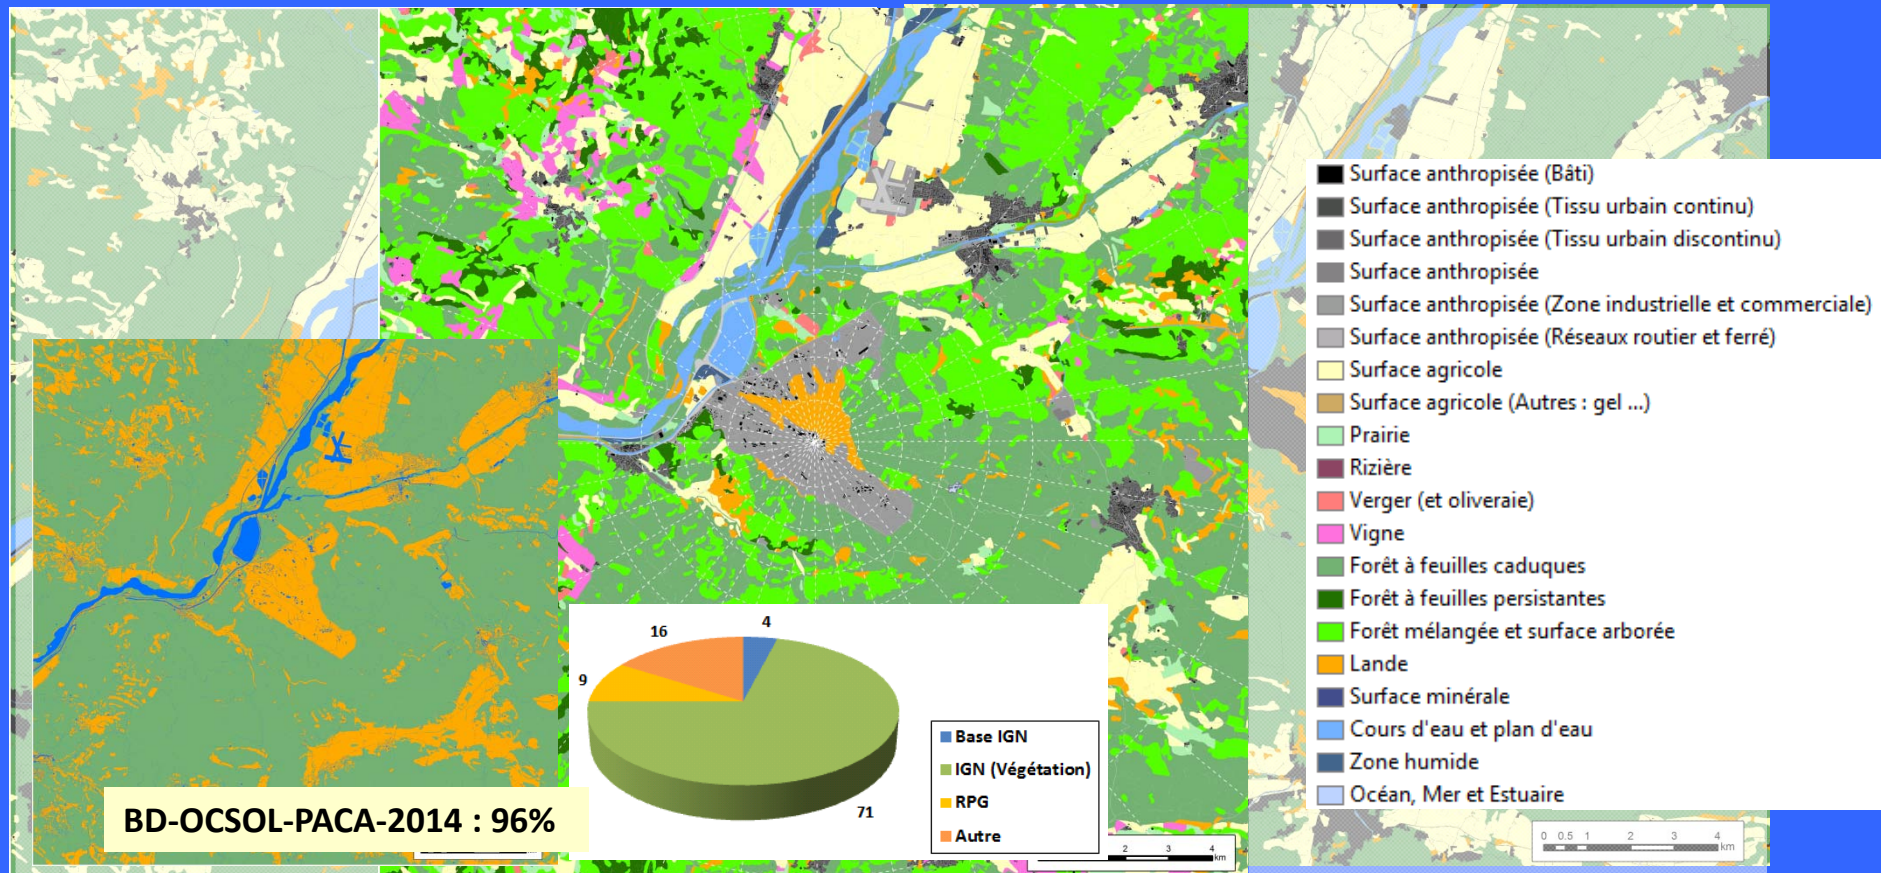 Surface anthropisée (Bâti)
Surface anthropisée (Tissu urbain continu)
Surface anthropisée (Tissu urbain discontinu)
Surface anthropisée
Surface anthropisée (Zone industrielle et commerciale)
Surface anthropisée (Réseaux routier et ferré)
Surface agricole
Surface agricole (Autres : gel ...)
Prairie
Rizière
Verger (et oliveraie)
Vigne
Forêt à feuilles caduques
Forêt à feuilles persistantes
Forêt mélangée et surface arborée
Lande
Surface minérale
Cours d'eau et plan d'eau
Zone humide
Océan, Mer et Estuaire
16
4
9
71
Base IGN
IGN (Végétation)
RPG
Autre
BD-OCSOL-PACA-2014 : 96%
2 3 4
km
0 0.5 1 2 3 4
km